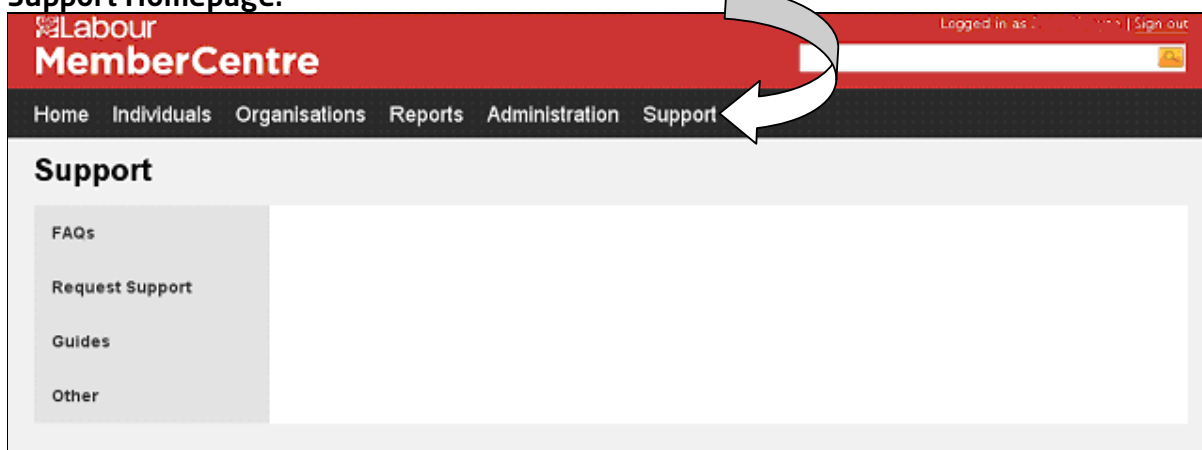 Support Homepage.
Labour
MemberCentre
Logged in as | Sign out
Home Individuals Organisations Reports Administration Support
Support
FAQs
Request Support
Guides
Other